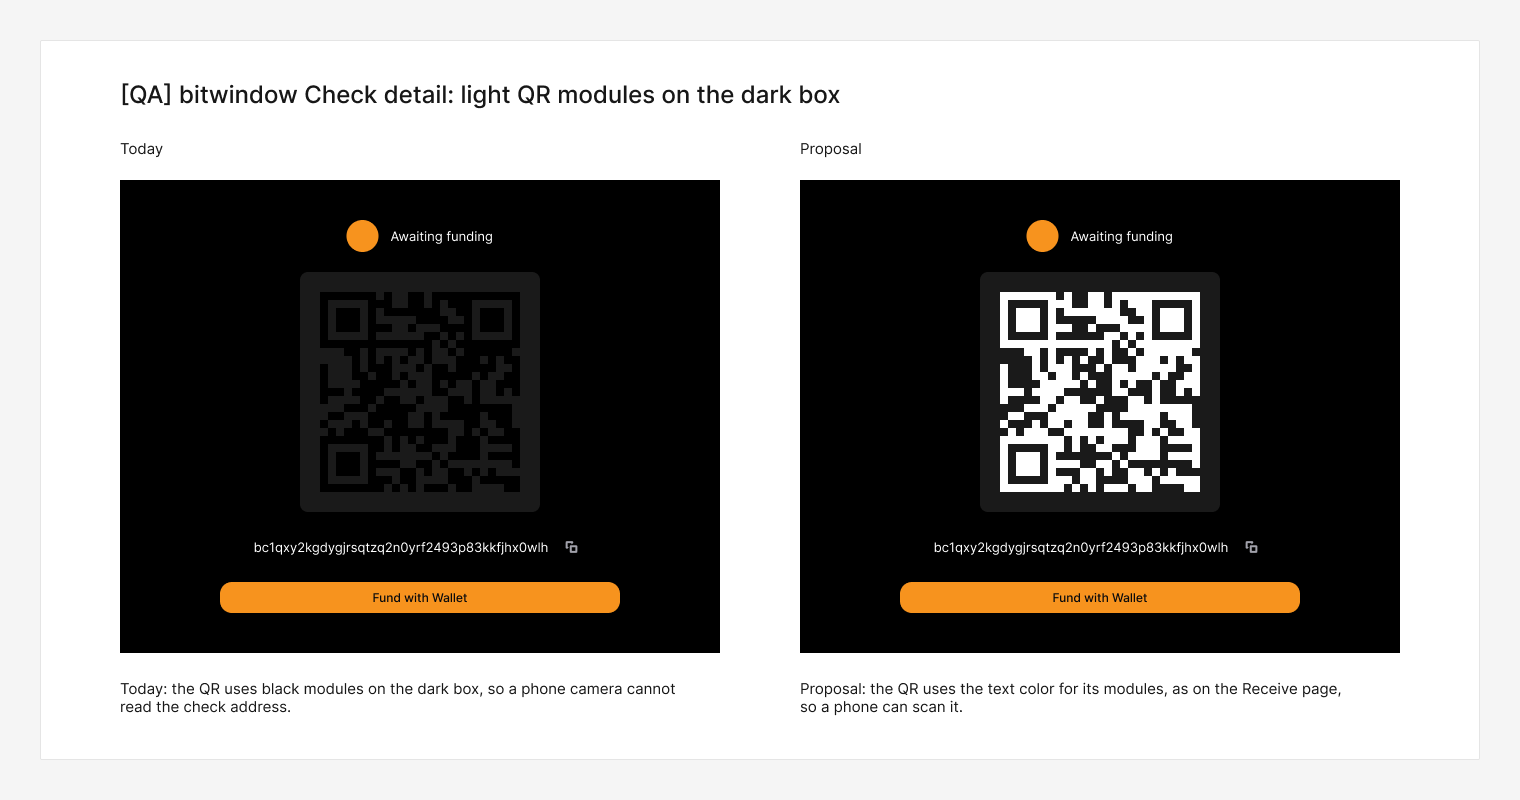 [QA] bitwindow Check detail: light QR modules on the dark box
Today
Proposal
Awaiting funding
bc1qxy2kgdygjrsqtzq2n0yrf2493p83kkfjhx0wlh
Fund with Wallet
Awaiting funding
bc1qxy2kgdygjrsqtzq2n0yrf2493p83kkfjhx0wlh
Fund with Wallet
Today: the QR uses black modules on the dark box, so a phone camera cannot
read the check address.
Proposal: the QR uses the text color for its modules, as on the Receive page,
so a phone can scan it.